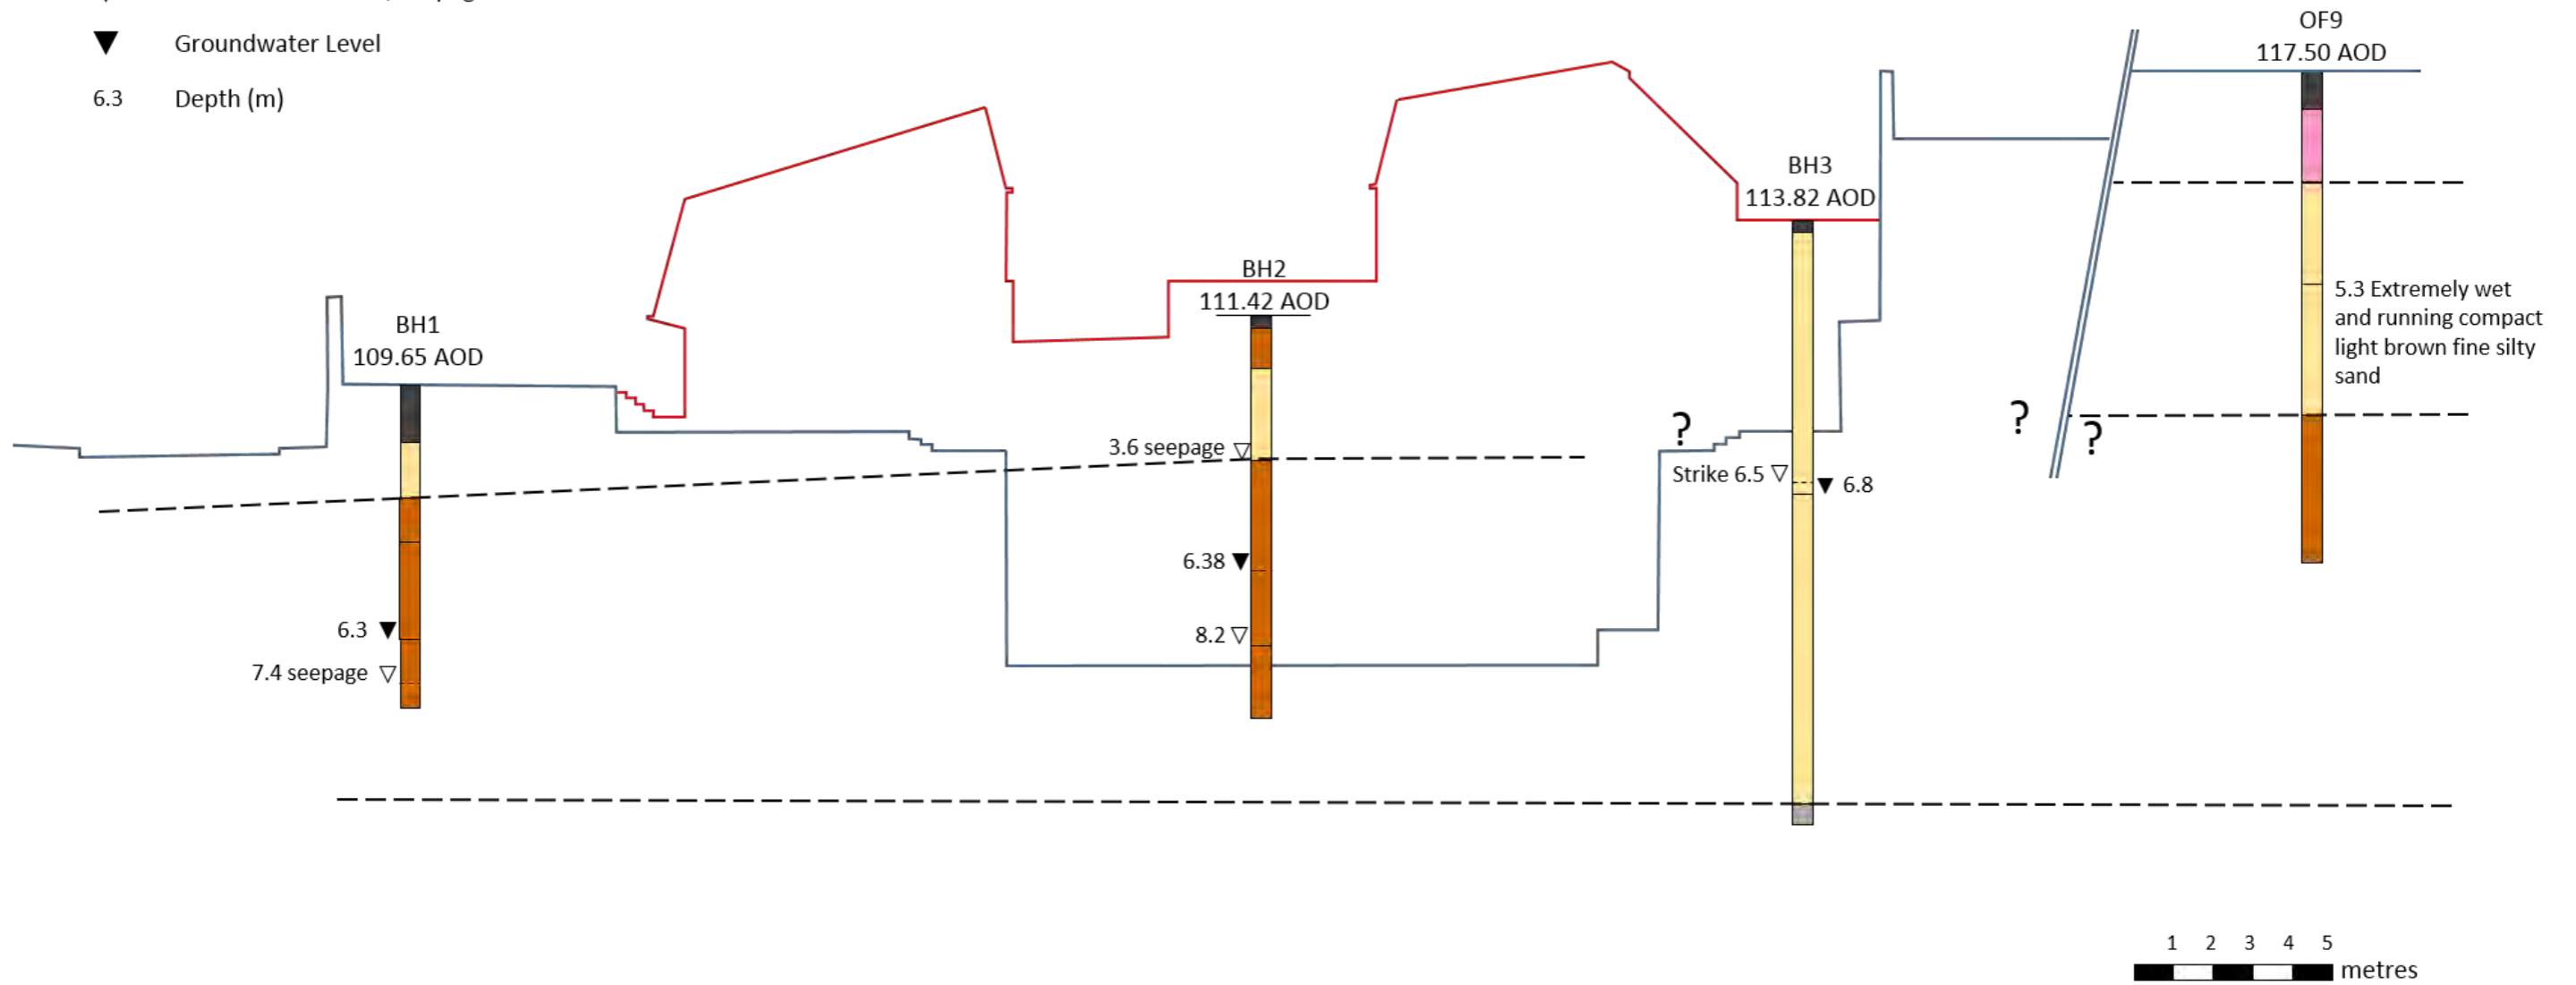 ▼ Groundwater Level
6.3 Depth (m)
OF9
117.50 AOD
BH3
113.82 AOD
BH2
111.42 AOD
BH1
109.65 AOD
5.3 Extremely wet
and running compact
light brown fine silty
sand
?
?
?
3.6 seepage ▽
Strike 6.5 ▽
▼ 6.8
6.38 ▼
6.3 ▼
8.2 ▽
7.4 seepage ▽
1 2 3 4 5
metres